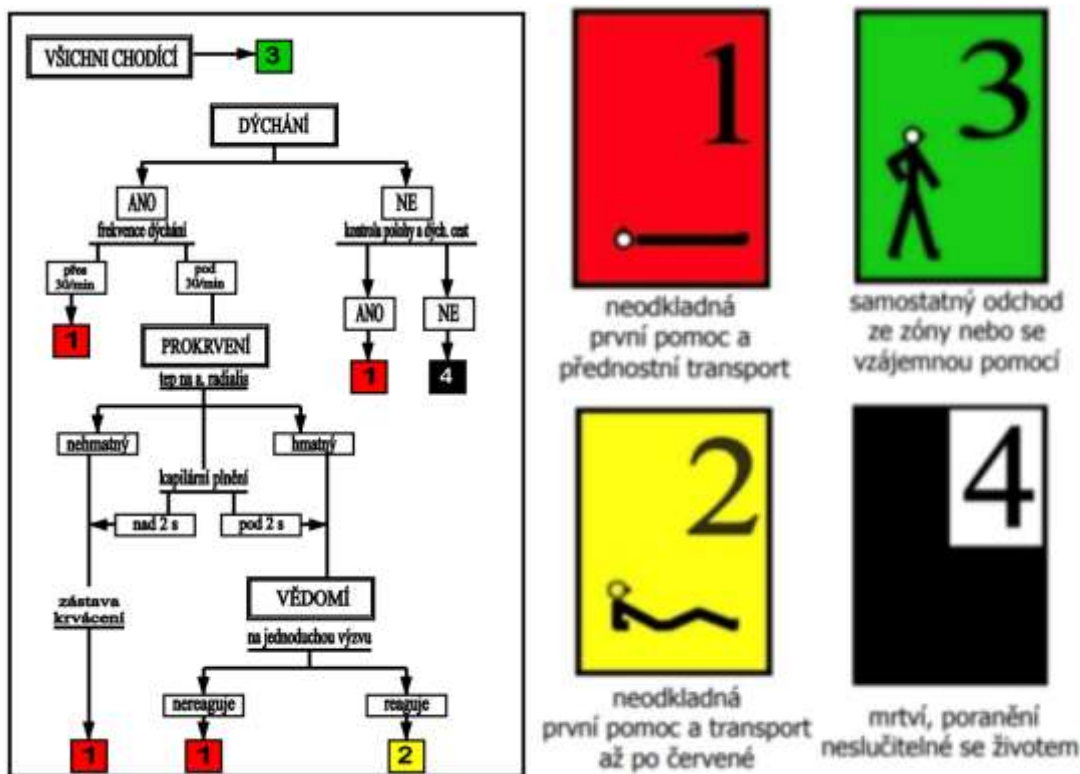 VŠICHNI CHODÍCÍ
3
DÝCHÁNÍ
ANO
NE
frekvence dýchání
kontrola polohy a dých. cest
přes
30/min
pod
30/min
ANO
NE
1
PROKRVENÍ
1
4
tep na a. radialis
nehmatný
hmatný
kapilární plnění
nad 2 s
pod 2 s
VĚDOMÍ
zástava
krvácení
na jednoduchou výzvu
nereaguje
reaguje
1
1
2
1
neodkladná
první pomoc a
přednostní transport
3
samostatný odchod
ze zóny nebo se
vzájemnou pomocí
2
neodkladná
první pomoc a transport
až po červené
4
mrtví, poranění
neslučitelné se životem